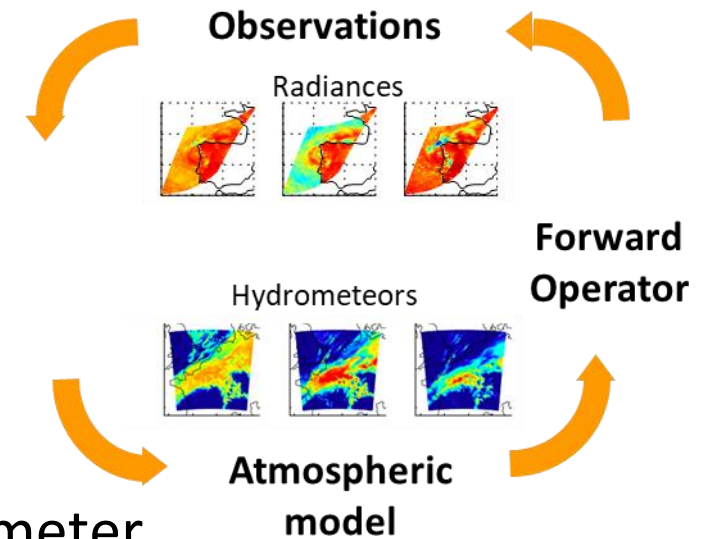 Observations
Radiances
Forward
Operator
Hydrometeors
Atmospheric
model